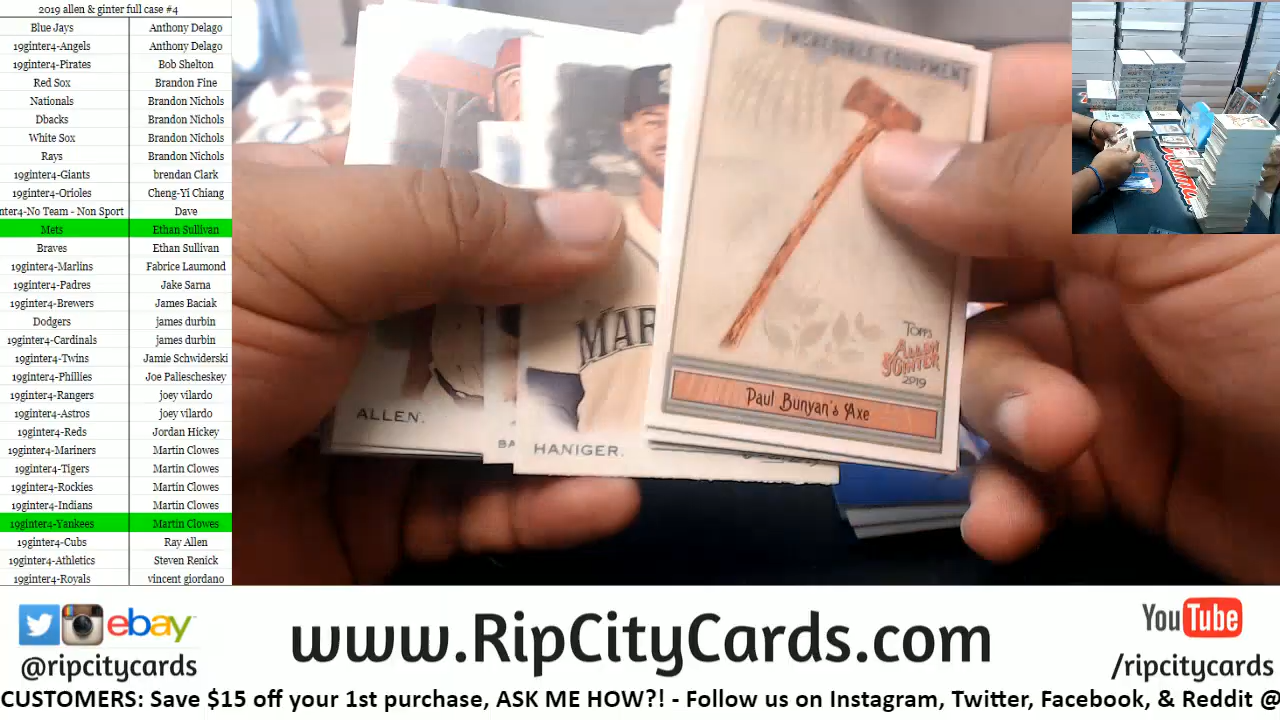 2019 allen & ginter full case #4
Blue Jays Anthony Delago
19ginter4-Angels Anthony Delago
19ginter4-Pirates Bob Shelton
Red Sox Brandon Fine
Nationals Brandon Nichols
Dbacks Brandon Nichols
White Sox Brandon Nichols
Rays Brandon Nichols
19ginter4-Giants brendan Clark
19ginter4-Orioles Cheng-Yi Chiang
nter4-No Team - Non Sport Dave
Mets Ethan Sullivan
Braves Ethan Sullivan
19ginter4-Marlins Fabrice Laumond
19ginter4-Padres Jake Sarna
19ginter4-Brewers James Baciak
Dodgers james durbin
19ginter4-Cardinals james durbin
19ginter4-Twins Jamie Schwiderski
19ginter4-Phillies Joe Paliescheskey
19ginter4-Rangers joey vilardo
19ginter4-Astros joey vilardo
19ginter4-Reds Jordan Hickey
19ginter4-Mariners Martin Clowes
19ginter4-Tigers Martin Clowes
19ginter4-Rockies Martin Clowes
19ginter4-Indians Martin Clowes
19ginter4-Yankees Martin Clowes
19ginter4-Cubs Ray Allen
19ginter4-Athletics Steven Renick
19ginter4-Royals vincent giordano
INCREDIBLE EQUIPMENT
MAR
TOPPS
ALLEN
& GINTER
2019
Paul Bunyan's Axe
ALLEN.
BA
HANIGER.
ebay
@ripcitycards
www.RipCityCards.com
YouTube
/ripcitycards
CUSTOMERS: Save $15 off your 1st purchase, ASK ME HOW?! - Follow us on Instagram, Twitter, Facebook, & Reddit @